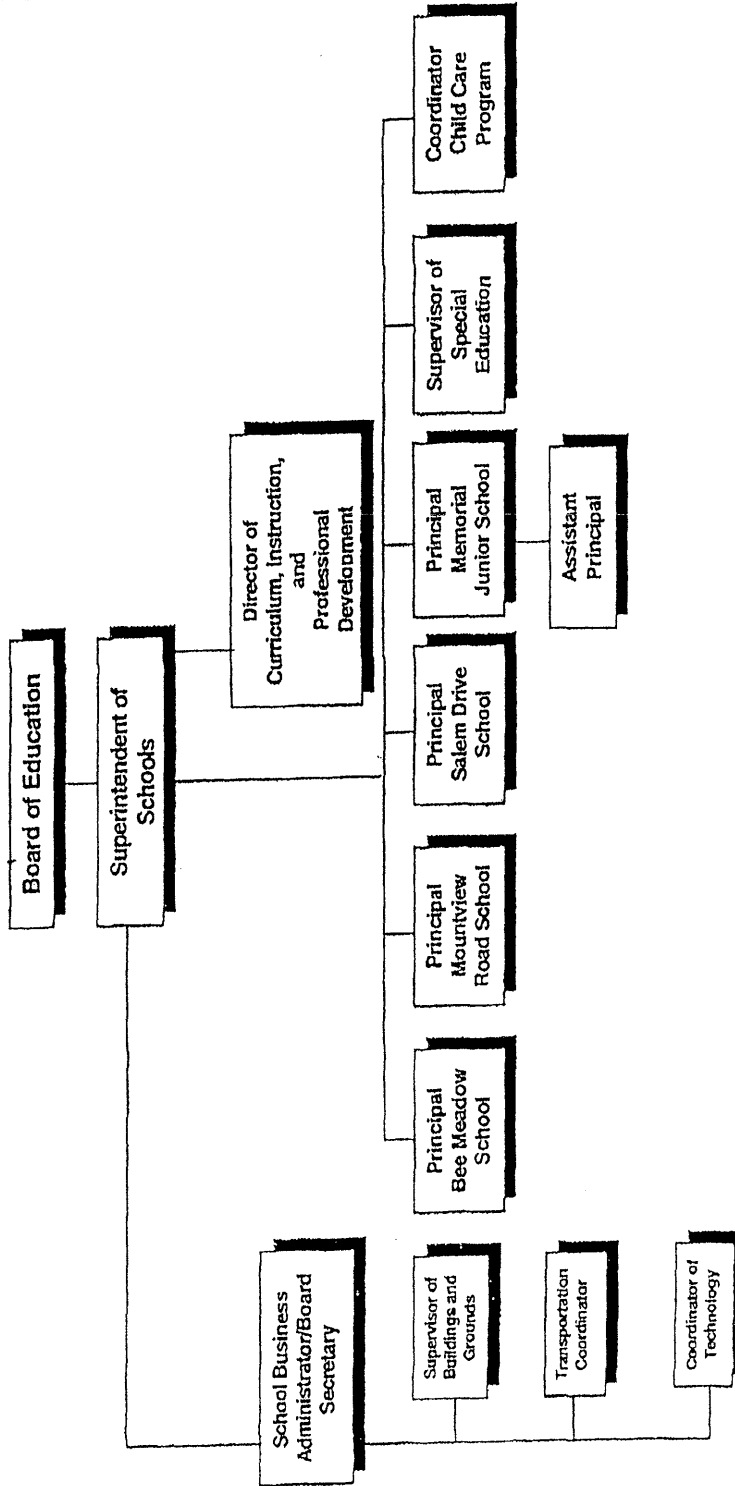 Board of Education
Superintendent of
Schools
Director of
Curriculum, Instruction,
and
Professional
Development
School Business
Administrator/Board
Secretary
Supervisor of
Buildings and
Grounds
Transportation
Coordinator
Coordinator of
Technology
Principal
Bee Meadow
School
Principal
Mountview
Road School
Principal
Salem Drive
School
Principal
Memorial
Junior School
Assistant
Principal
Supervisor of
Special
Education
Coordinator
Child Care
Program